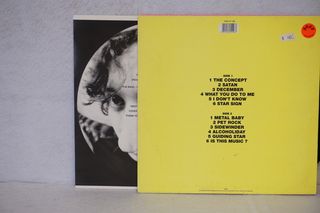 SIDE 1
1 THE CONCEPT
2 SATAN
3 DECEMBER
4 WHAT YOU DO TO ME
5 I DON'T KNOW
6 STAR SIGN
SIDE 2
1 METAL BABY
2 PET ROCK
3 SIDEWINDER
4 ALCOHOLIDAY
5 GUIDING STAR
6 IS THIS MUSIC ?